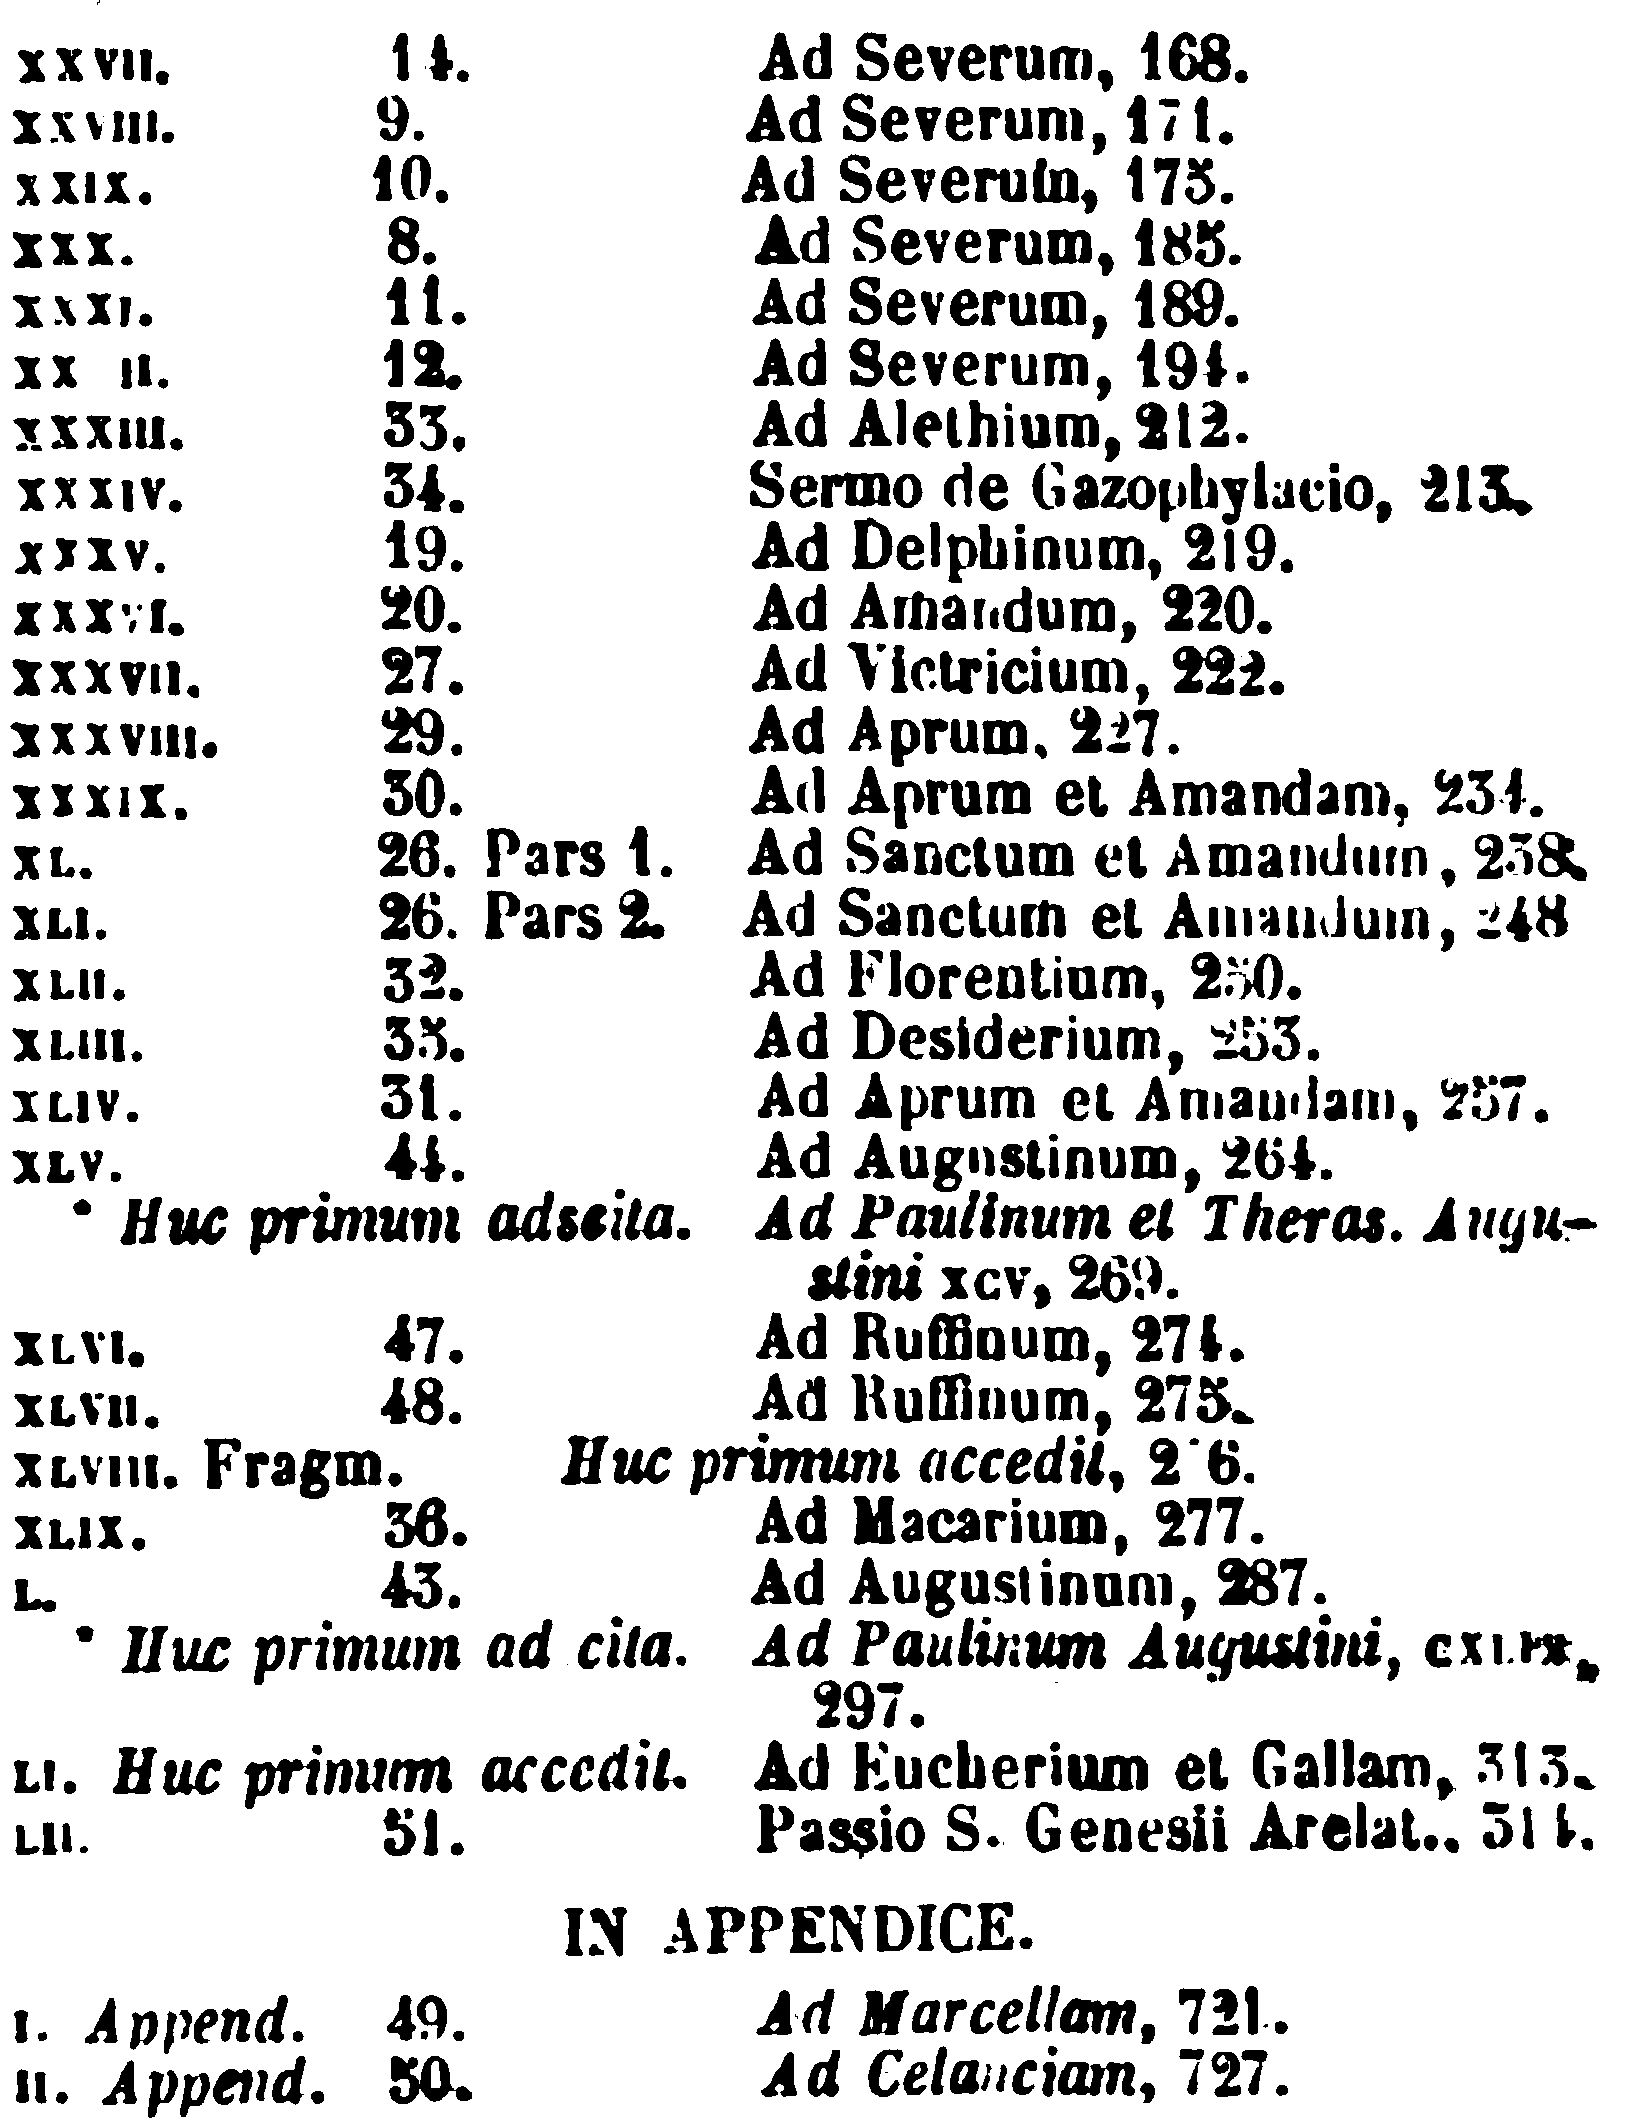 XXVII. 14. Ad Severum, 168.
XXVIII. 9. Ad Severum, 171.
XXIX. 10. Ad Severum, 175.
XXX. 8. Ad Severum, 185.
XXXI. 11. Ad Severum, 189.
XX II. 12. Ad Severum, 194.
XXXIII. 33. Ad Alethium, 212.
XXXIV. 34. Sermo de Gazophylacio, 213.
XXXV. 19. Ad Delphinum, 219.
XXXVI. 20. Ad Amandum, 220.
XXXVII. 27. Ad Victricium, 222.
XXXVIII. 29. Ad Aprum, 227.
XXXIX. 30. Ad Aprum et Amandam, 234.
XL. 26. Pars 1. Ad Sanctum et Amandum, 238.
XLI. 26. Pars 2. Ad Sanctum et Amandum, 248
XLII. 32. Ad Florentium, 250.
XLIII. 35. Ad Desiderium, 253.
XLIV. 31. Ad Aprum et Amandam, 257.
XLV. 44. Ad Augustinum, 264.
* Huc primum adscita. Ad Paulinum et Theras. Augu-
stini XCV, 269.
XLVI. 47. Ad Ruffinum, 274.
XLVII. 48. Ad Ruffinum, 275.
XLVIII. Fragm. Huc primum accedit, 2 6.
XLIX. 36. Ad Macarium, 277.
L. 43. Ad Augustinum, 287.
* Huc primum ad cita. Ad Paulinum Augustini,
297.
LI. Huc primum accedit. Ad Eucherium et Gallam, 313.
LII. 51. Passio S. Genesii Arelat.. 314.
IN APPENDICE.
I. Append. 49. Ad Marcellam, 721.
II. Append. 50. Ad Celanciam, 727.